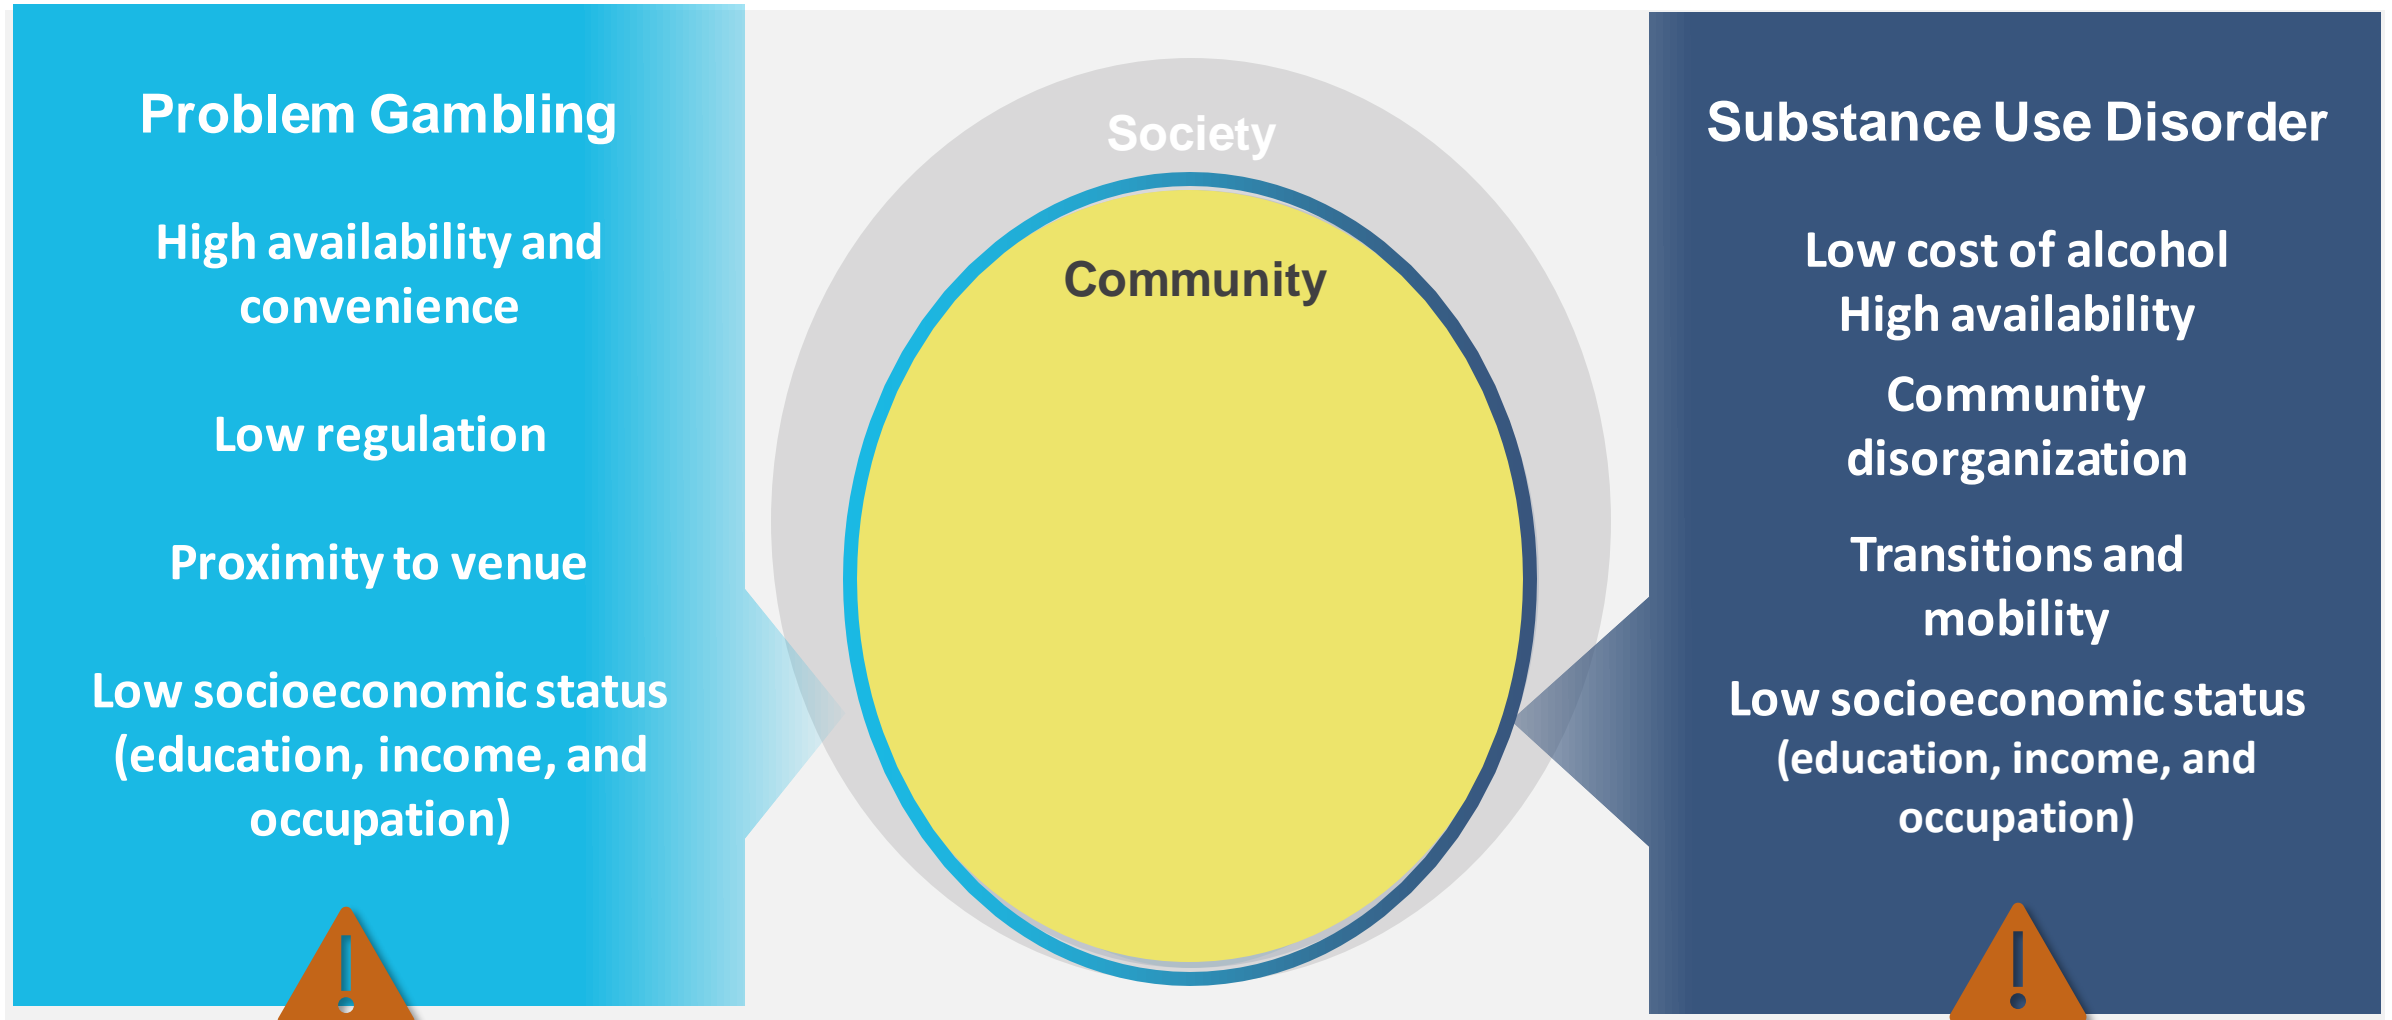 Problem Gambling
High availability and
convenience
Low regulation
Proximity to venue
Low socioeconomic status
(education, income, and
occupation)
Society
Community
Substance Use Disorder
Low cost of alcohol
High availability
Community
disorganization
Transitions and
mobility
Low socioeconomic status
(education, income, and
occupation)